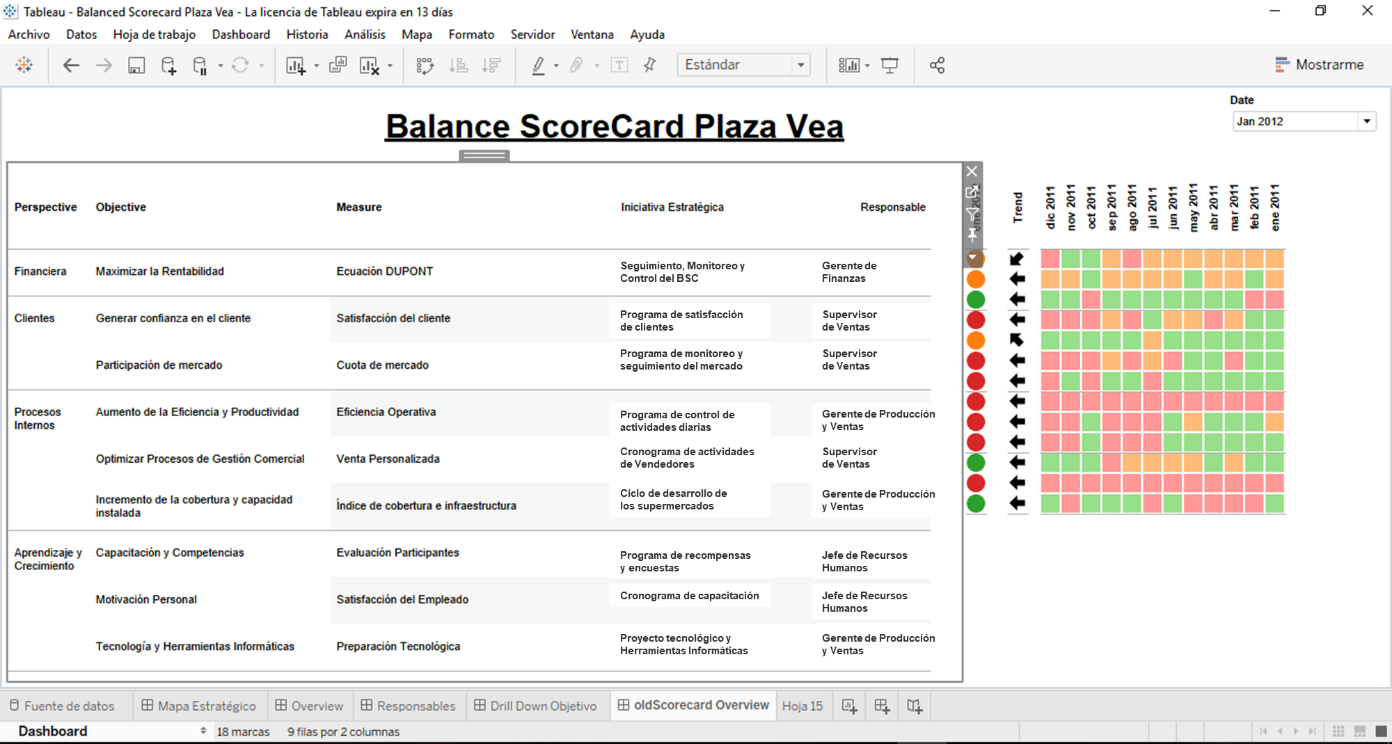 Tableau - Balanced Scorecard Plaza Vea - La licencia de Tableau expira en 13 días
Archivo Datos Hoja de trabajo Dashboard Historia Análisis Mapa Formato Servidor Ventana Ayuda
Estándar
Mostrarme
Date
Jan 2012
Balance ScoreCard Plaza Vea
Perspective Objective Measure Iniciativa Estratégica Responsable
Trend dic 2011 nov 2011 oct 2011 sep 2011 ago 2011 jul 2011 jun 2011 may 2011 abr 2011 mar 2011 feb 2011 ene 2011
Financiera Maximizar la Rentabilidad Ecuación DUPONT
Seguimiento, Monitoreo y
Control del BSC
Gerente de
Finanzas
Clientes Generar confianza en el cliente Satisfacción del cliente
Programa de satisfacción
de clientes
Supervisor
de Ventas
Participación de mercado Cuota de mercado
Programa de monitoreo y
seguimiento del mercado
Supervisor
de Ventas
Procesos
Internos
Aumento de la Eficiencia y Productividad Eficiencia Operativa
Programa de control de
actividades diarias
Gerente de Producción
y Ventas
Optimizar Procesos de Gestión Comercial Venta Personalizada
Cronograma de actividades
de Vendedores
Supervisor
de Ventas
Incremento de la cobertura y capacidad
instalada
Índice de cobertura e infraestructura
Ciclo de desarrollo de
los supermercados
Gerente de Producción
y Ventas
Aprendizaje y
Crecimiento
Capacitación y Competencias Evaluación Participantes
Programa de recompensas
y encuestas
Jefe de Recursos
Humanos
Motivación Personal Satisfacción del Empleado
Cronograma de capacitación
Jefe de Recursos
Humanos
Tecnología y Herramientas Informáticas Preparación Tecnológica
Proyecto tecnológico y
Herramientas Informáticas
Gerente de Producción
y Ventas
Fuente de datos Mapa Estratégico Overview Responsables Drill Down Objetivo oldScorecard Overview Hoja 15
Dashboard 18 marcas 9 filas por 2 columnas